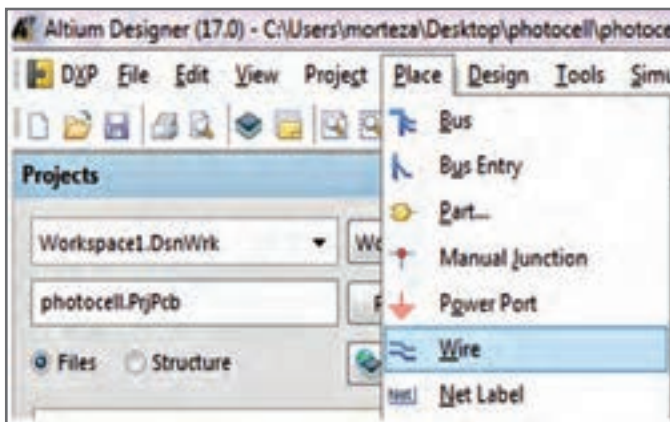 Altium Designer (17.0) - C:\Users\morteza\Desktop\photocell\photoce
DXP File Edit View Project Place Design Tools Simu
Projects
Workspace1.DsnWrk
photocell.PrjPcb
Files Structure
Bus
Bus Entry
Part...
Manual Junction
Power Port
Wire
Net Label